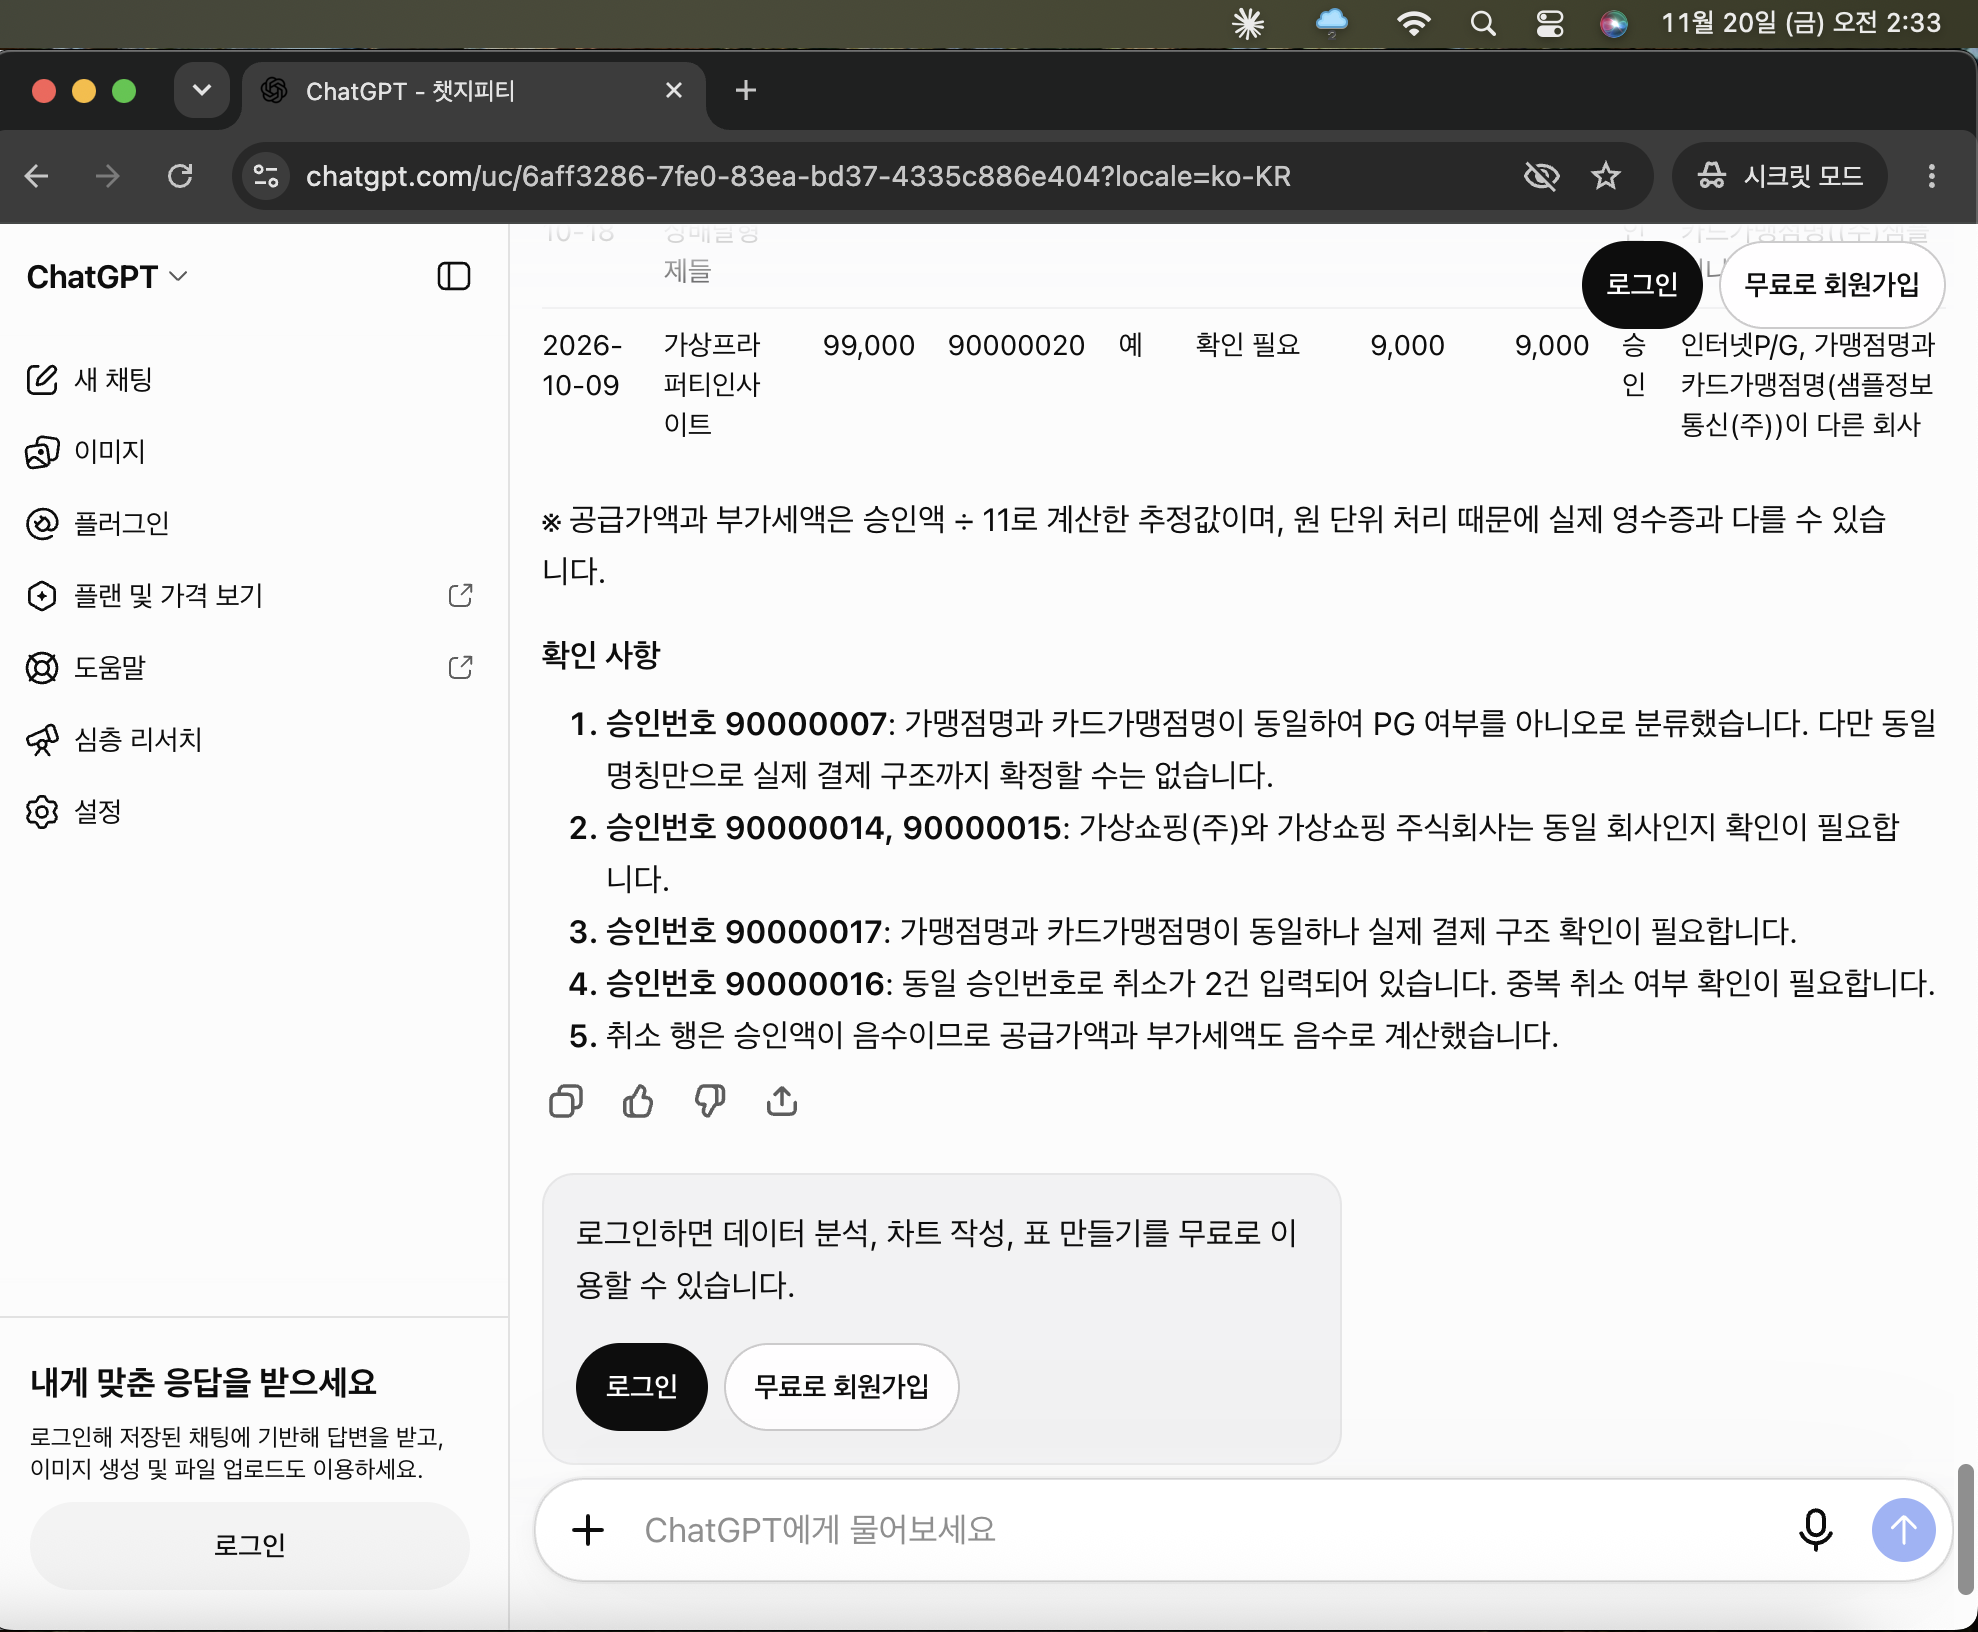 11월 20일 (금) 오전 2:33
ChatGPT - 챗지피티
chatgpt.com/uc/6aff3286-7fe0-83ea-bd37-4335c886e404?locale=ko-KR
시크릿 모드
ChatGPT
새 채팅
이미지
플러그인
플랜 및 가격 보기
도움말
심층 리서치
설정
내게 맞춘 응답을 받으세요
로그인해 저장된 채팅에 기반해 답변을 받고,
이미지 생성 및 파일 업로드도 이용하세요.
로그인
로그인
무료로 회원가입
10-18
제들
2026- 가상프라 99,000 90000020 예 확인 필요 9,000 9,000 승 인터넷P/G, 가맹점명과
10-09 퍼티인사 인 카드가맹점명(샘플정보
이트 통신(주))이 다른 회사
※ 공급가액과 부가세액은 승인액 ÷ 11로 계산한 추정값이며, 원 단위 처리 때문에 실제 영수증과 다를 수 있습
니다.
확인 사항
1. 승인번호 90000007: 가맹점명과 카드가맹점명이 동일하여 PG 여부를 아니오로 분류했습니다. 다만 동일
명칭만으로 실제 결제 구조까지 확정할 수는 없습니다.
2. 승인번호 90000014, 90000015: 가상쇼핑(주)와 가상쇼핑 주식회사는 동일 회사인지 확인이 필요합
니다.
3. 승인번호 90000017: 가맹점명과 카드가맹점명이 동일하나 실제 결제 구조 확인이 필요합니다.
4. 승인번호 90000016: 동일 승인번호로 취소가 2건 입력되어 있습니다. 중복 취소 여부 확인이 필요합니다.
5. 취소 행은 승인액이 음수이므로 공급가액과 부가세액도 음수로 계산했습니다.
로그인하면 데이터 분석, 차트 작성, 표 만들기를 무료로 이
용할 수 있습니다.
로그인
무료로 회원가입
ChatGPT에게 물어보세요